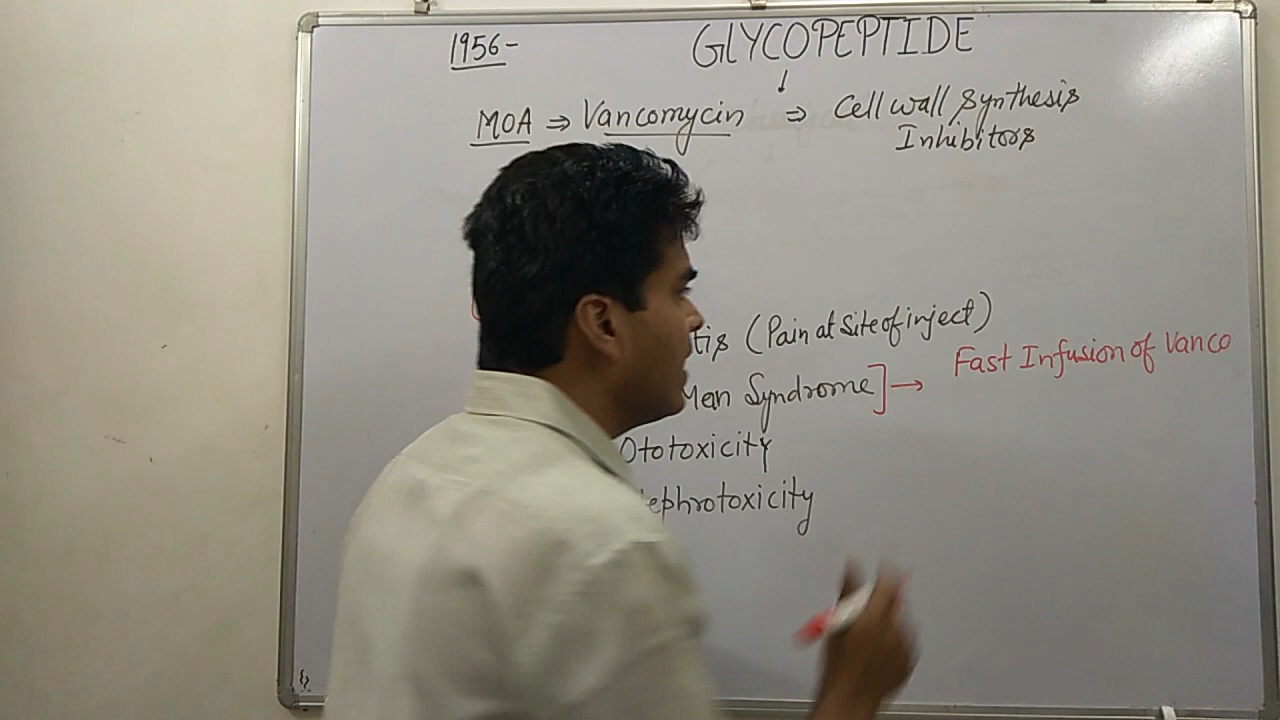 1956-
GLYCOPEPTIDE
↓
MOA ⇒ Vancomycin ⇒ Cell wall Synthesis
Inhibitors
tis (Pain at Site of inject)
Man Syndrome] → Fast Infusion of Vanco
Ototoxicity
ephrotoxicity